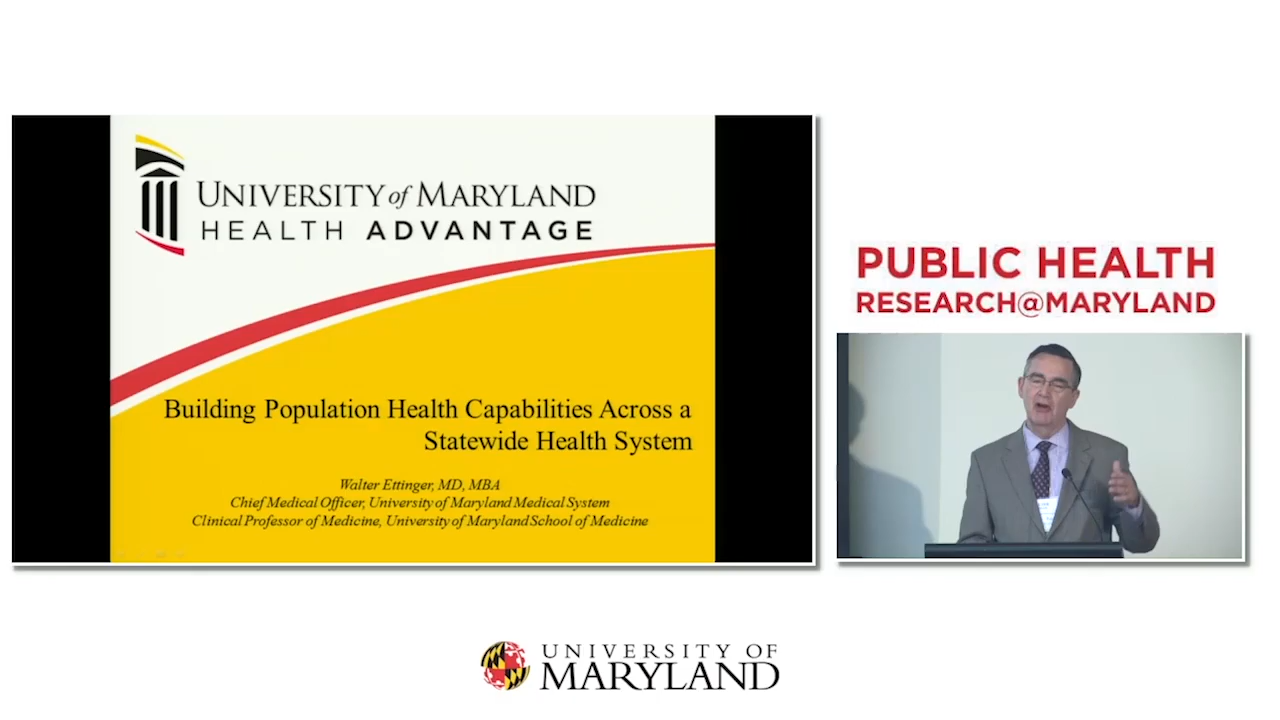 UNIVERSITY of MARYLAND
HEALTH ADVANTAGE
Building Population Health Capabilities Across a
Statewide Health System
Walter Ettinger, MD, MBA
Chief Medical Officer, University of Maryland Medical System
Clinical Professor of Medicine, University of Maryland School of Medicine
PUBLIC HEALTH
RESEARCH@MARYLAND
UNIVERSITY OF
MARYLAND